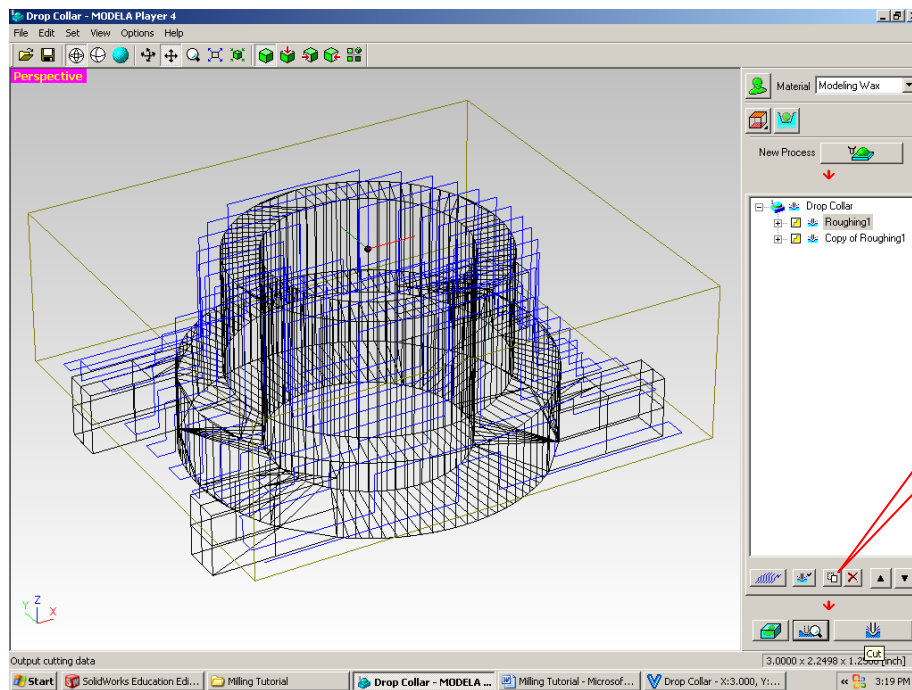 Drop Collar - MODELA Player 4
File Edit Set View Options Help
Perspective
Material Modeling Wax
New Process
Drop Collar
Roughing1
Copy of Roughing1
Z
Y
X
Cut
Output cutting data
3.0000 x 2.2498 x 1.2500 [inch]
Start SolidWorks Education Edi... Milling Tutorial Drop Collar - MODELA ... Milling Tutorial - Microsof... Drop Collar - X:3.000, Y:... « 3:19 PM